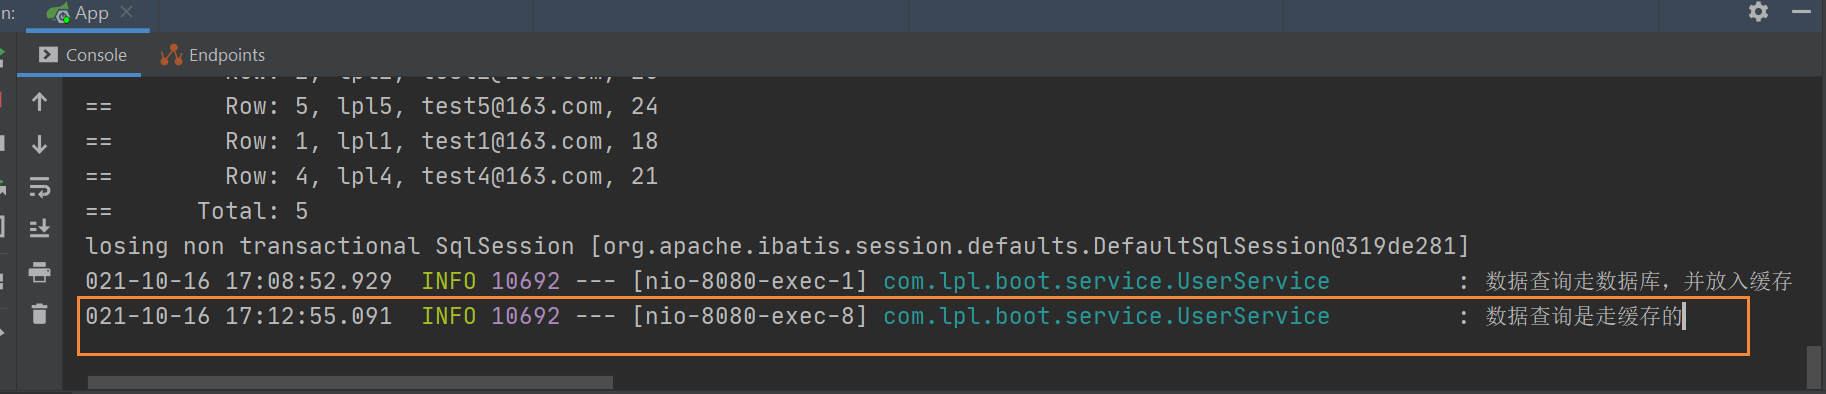 n:
App
Console
Endpoints
== Row: 5, lpl5, test5@163.com, 24
== Row: 1, lpl1, test1@163.com, 18
== Row: 4, lpl4, test4@163.com, 21
== Total: 5
losing non transactional SqlSession [org.apache.ibatis.session.defaults.DefaultSqlSession@319de281]
021-10-16 17:08:52.929 INFO 10692 --- [nio-8080-exec-1] com.lpl.boot.service.UserService : 数据查询走数据库，并放入缓存
021-10-16 17:12:55.091 INFO 10692 --- [nio-8080-exec-8] com.lpl.boot.service.UserService : 数据查询是走缓存的